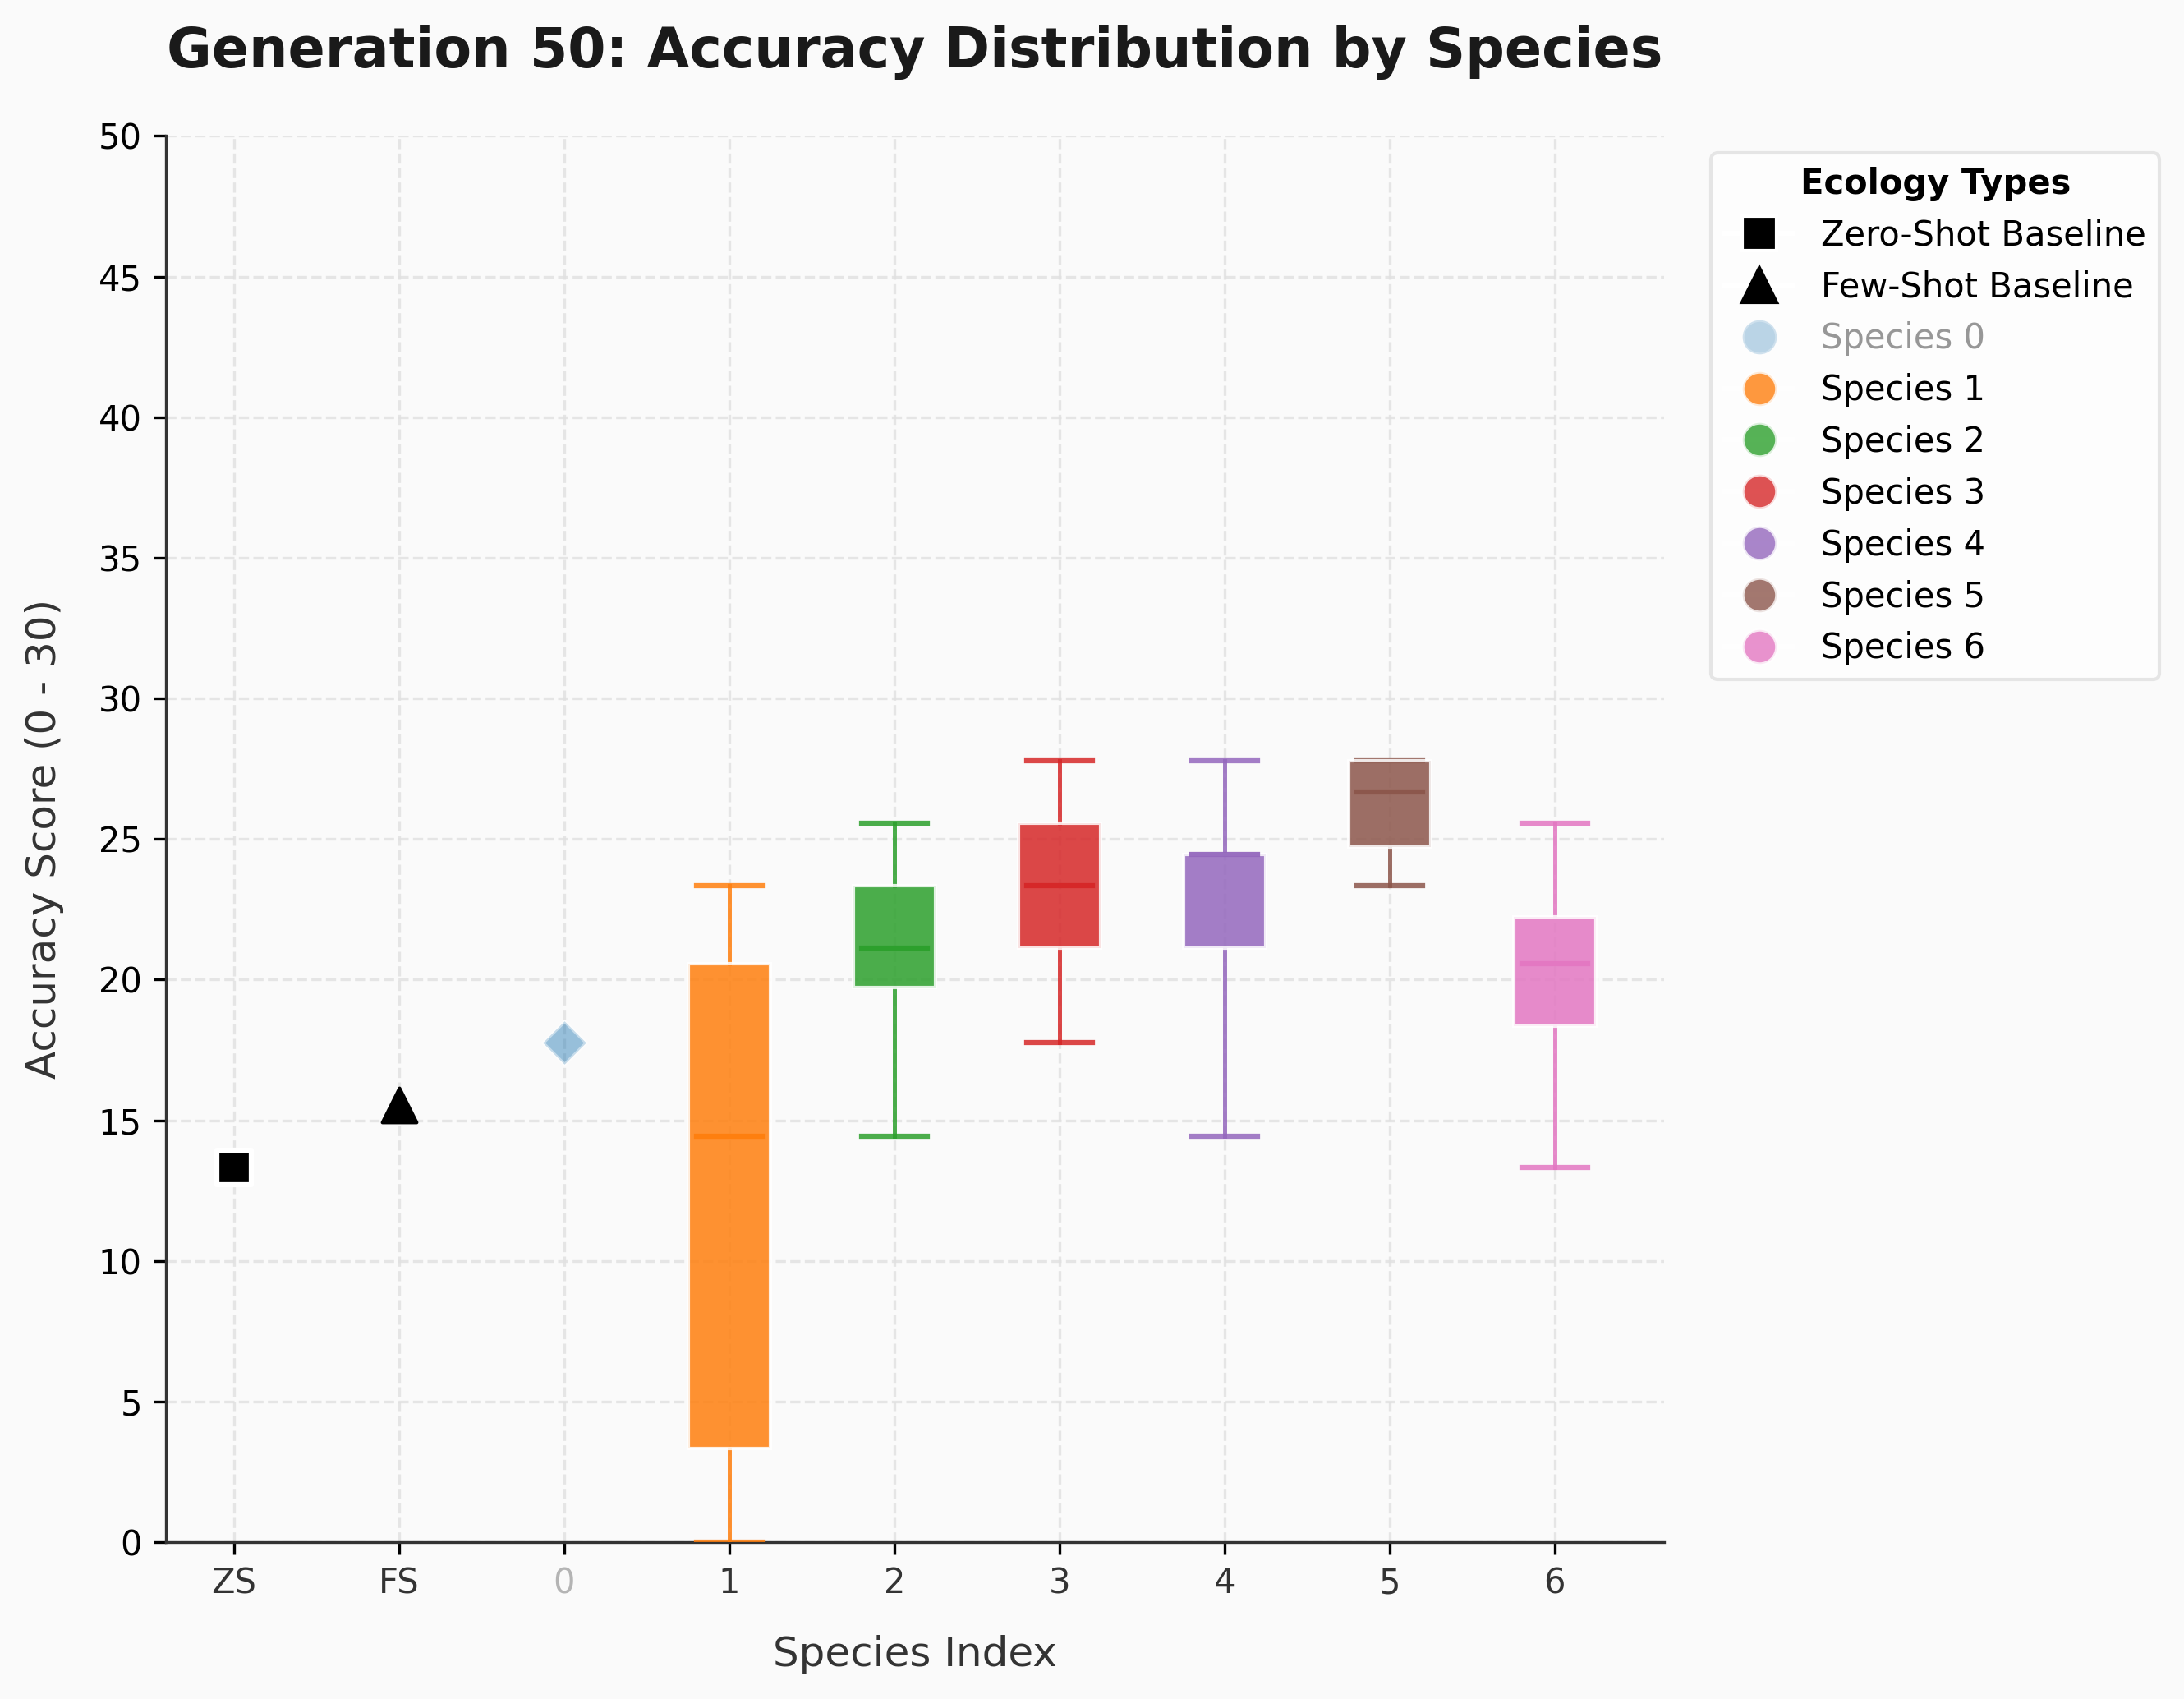 Generation 50: Accuracy Distribution by Species
50
45
40
35
30
25
20
15
10
5
0
Accuracy Score (0 - 30)
ZS FS 0 1 2 3 4 5 6
Species Index
Ecology Types
Zero-Shot Baseline
Few-Shot Baseline
Species 0
Species 1
Species 2
Species 3
Species 4
Species 5
Species 6